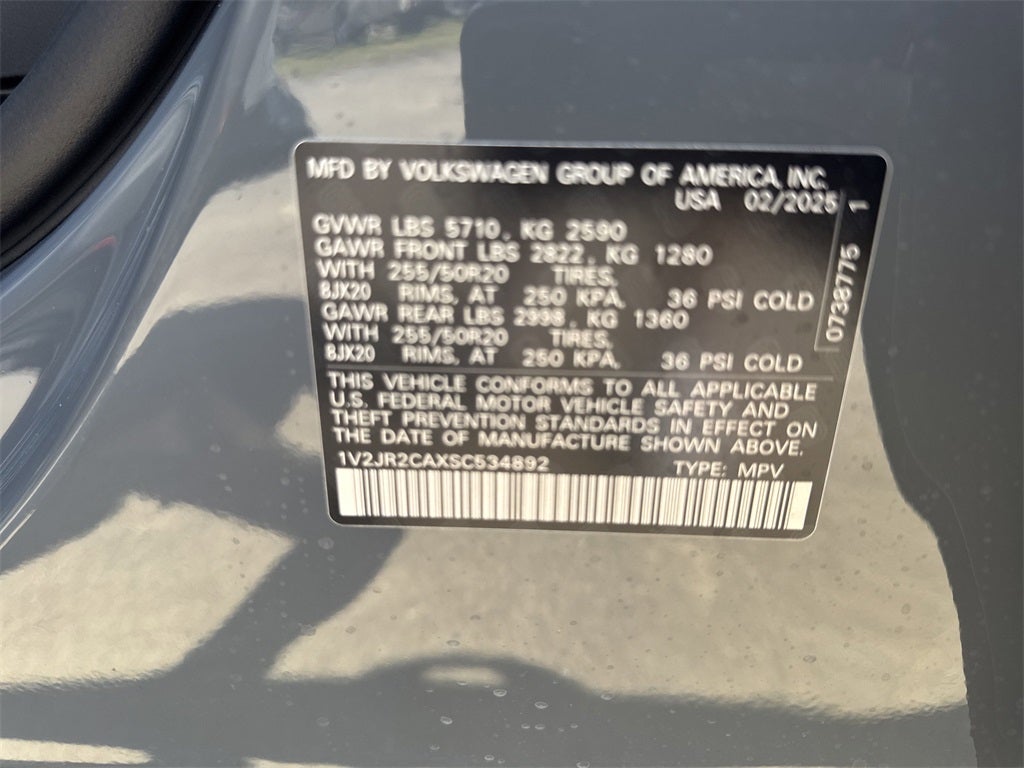 MFD BY VOLKSWAGEN GROUP OF AMERICA, INC.
USA 02/2025 1
GVWR LBS 5710, KG 2590
GAWR FRONT LBS 2822, KG 1280
WITH 255/50R20 TIRES,
8JX20 RIMS, AT 250 KPA, 36 PSI COLD
GAWR REAR LBS 2998, KG 1360
WITH 255/50R20 TIRES,
8JX20 RIMS, AT 250 KPA, 36 PSI COLD
07387751
THIS VEHICLE CONFORMS TO ALL APPLICABLE
U.S. FEDERAL MOTOR VEHICLE SAFETY AND
THEFT PREVENTION STANDARDS IN EFFECT ON
THE DATE OF MANUFACTURE SHOWN ABOVE.
1V2JR2CAXSC534892 TYPE: MPV